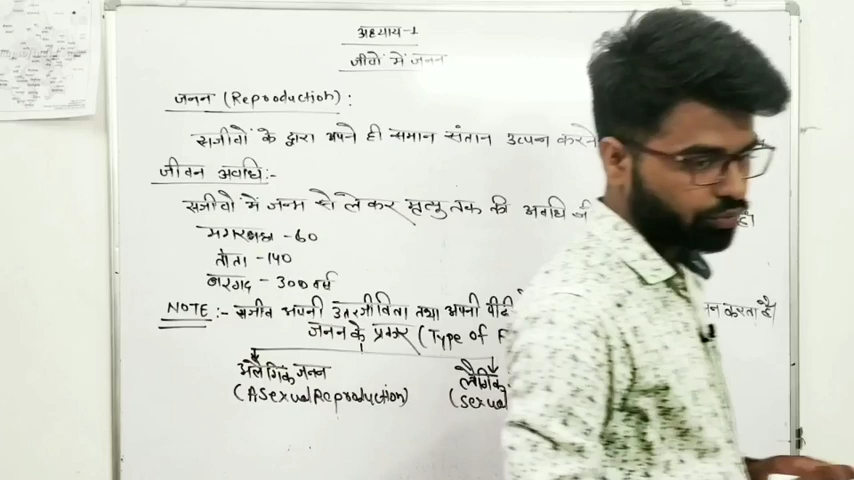 अध्याय-1
जीवों में जनन
जनन (Reproduction) :
सजीवों के द्वारा अपने ही समान संतान उत्पन्न करने
जीवन अवधि:-
सजीवों में जन्म से लेकर मृत्यु तक की अवधि
मगरमच्छ - 60
तोता - 140
बरगद - 300 वर्ष
NOTE :- सजीव अपनी उत्तरजीविता तथा अपनी पीढ़ी करता है।
जनन के प्रकार (Type of
अलैंगिक जनन लैंगिक
(Asexual Reproduction) (Sexual